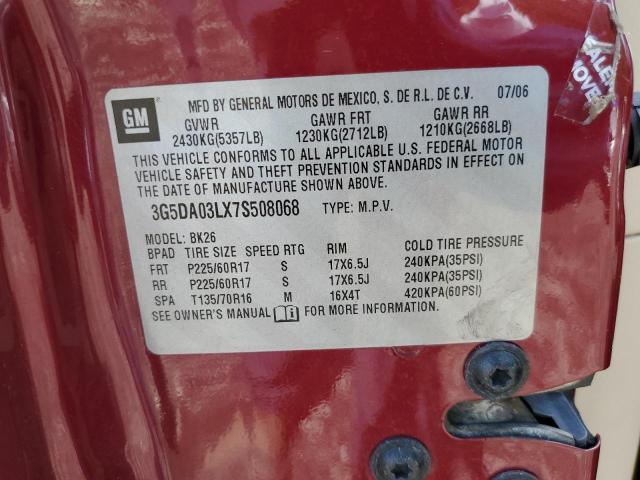 GM
MFD BY GENERAL MOTORS DE MEXICO, S. DE R.L. DE C.V. 07/06
GVWR GAWR FRT GAWR RR
2430KG(5357LB) 1230KG(2712LB) 1210KG(2668LB)
THIS VEHICLE CONFORMS TO ALL APPLICABLE U.S. FEDERAL MOTOR
VEHICLE SAFETY AND THEFT PREVENTION STANDARDS IN EFFECT ON
THE DATE OF MANUFACTURE SHOWN ABOVE.
3G5DA03LX7S508068 TYPE: M.P.V.
MODEL: BK26
BPAD TIRE SIZE SPEED RTG RIM COLD TIRE PRESSURE
FRT P225/60R17 S 17X6.5J 240KPA(35PSI)
RR P225/60R17 S 17X6.5J 240KPA(35PSI)
SPA T135/70R16 M 16X4T 420KPA(60PSI)
SEE OWNER'S MANUAL FOR MORE INFORMATION.